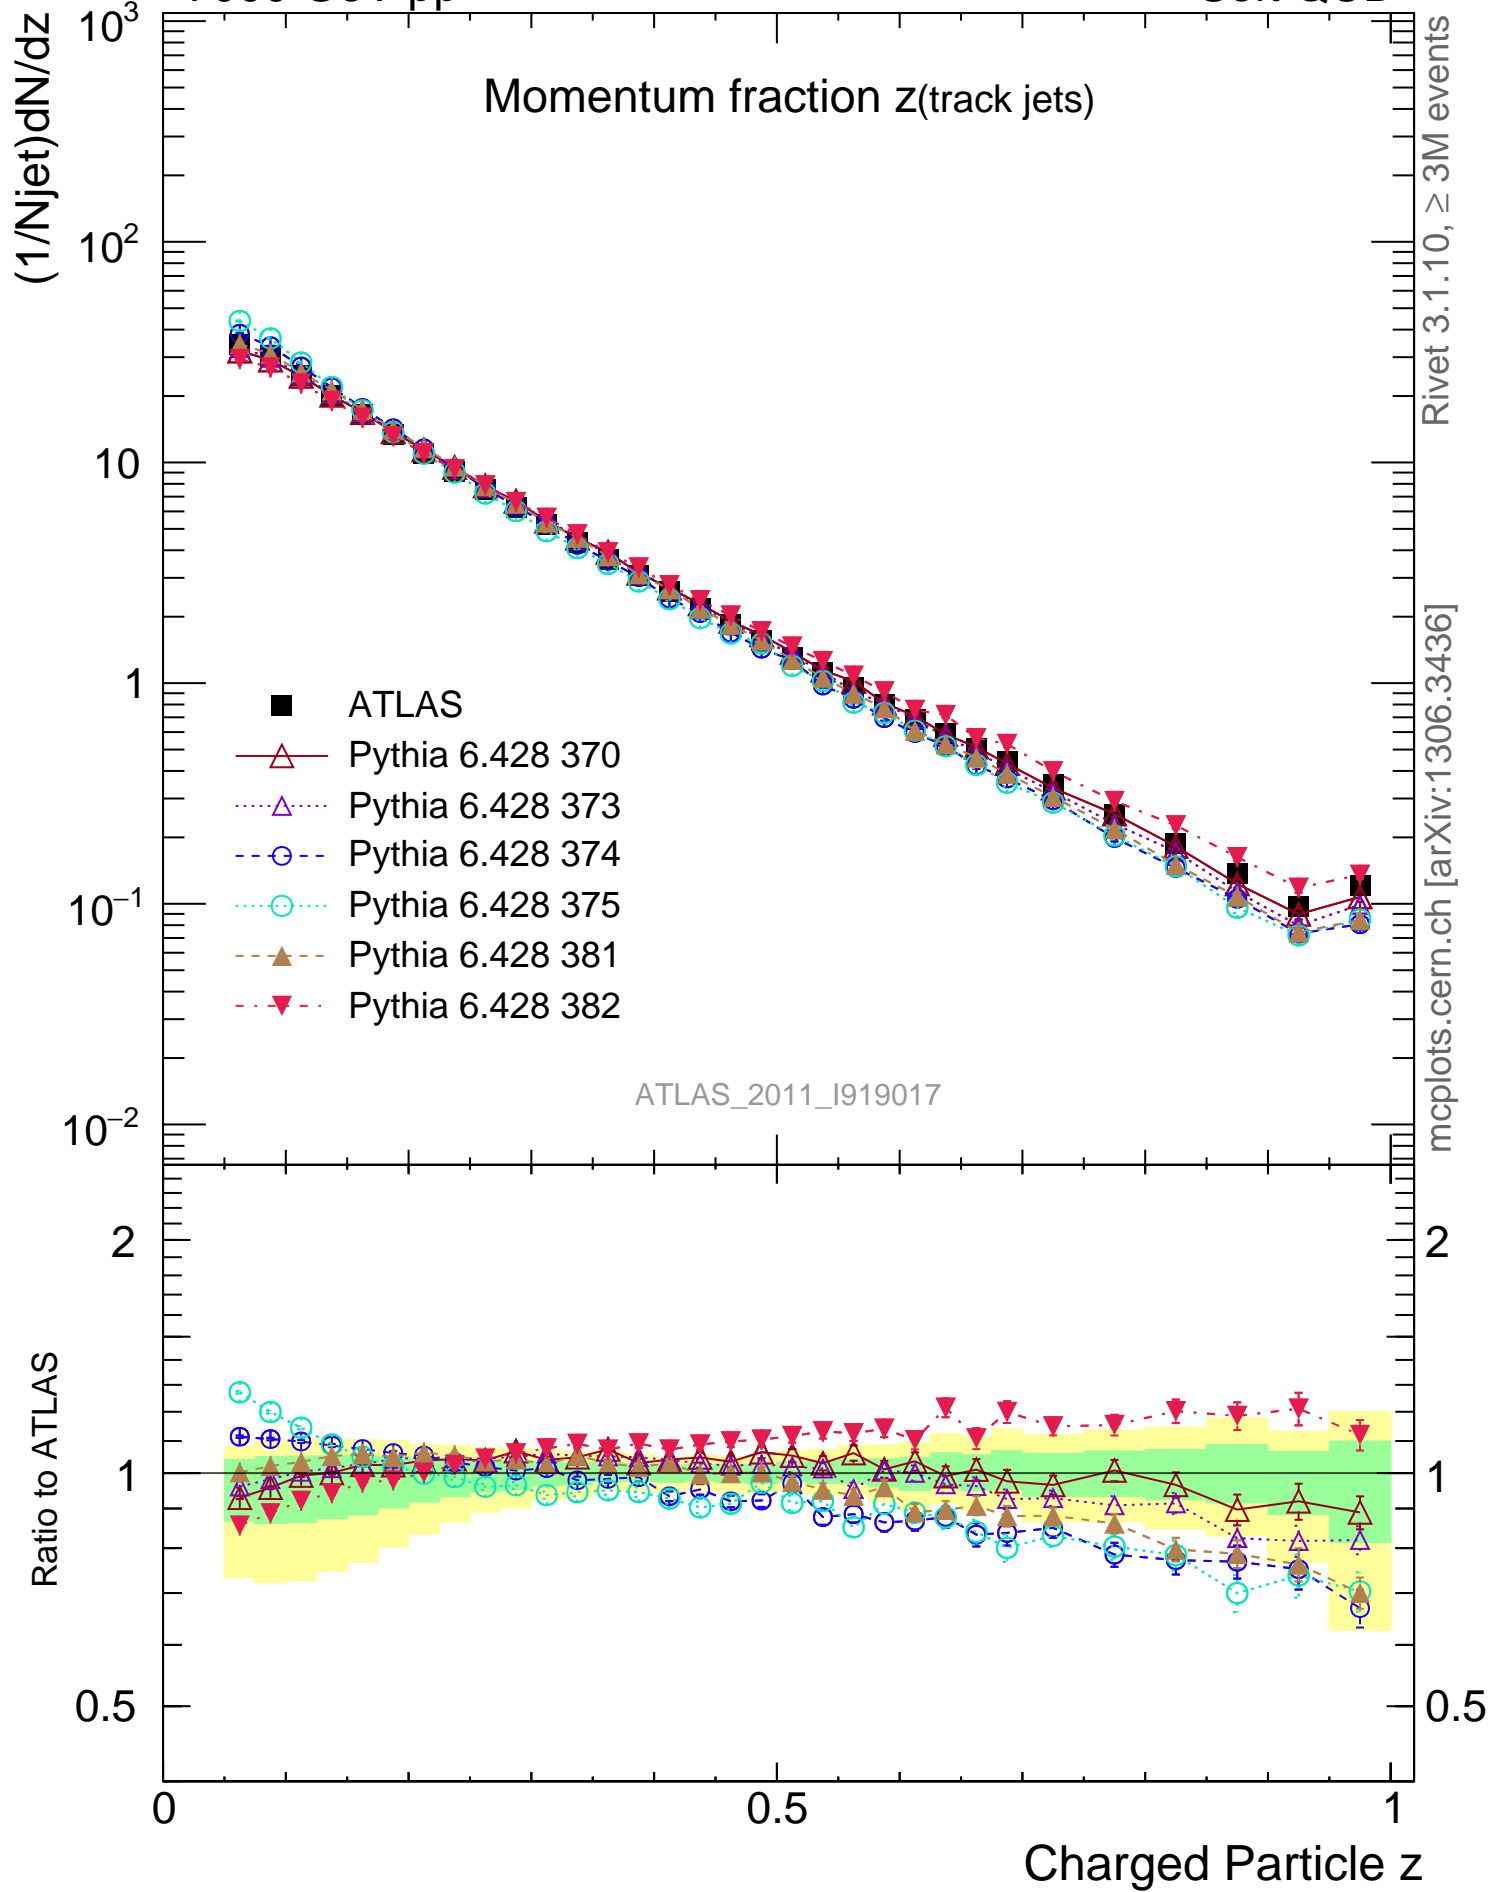 (1/Njet)dN/dz
Momentum fraction z(track jets)
10³
10²
10
1
10⁻¹
10⁻²
ATLAS
Pythia 6.428 370
Pythia 6.428 373
Pythia 6.428 374
Pythia 6.428 375
Pythia 6.428 381
Pythia 6.428 382
ATLAS_2011_I919017
Rivet 3.1.10, ≥ 3M events
mcplots.cern.ch [arXiv:1306.3436]
Ratio to ATLAS
2
1
0.5
2
1
0.5
0
0.5
1
Charged Particle z